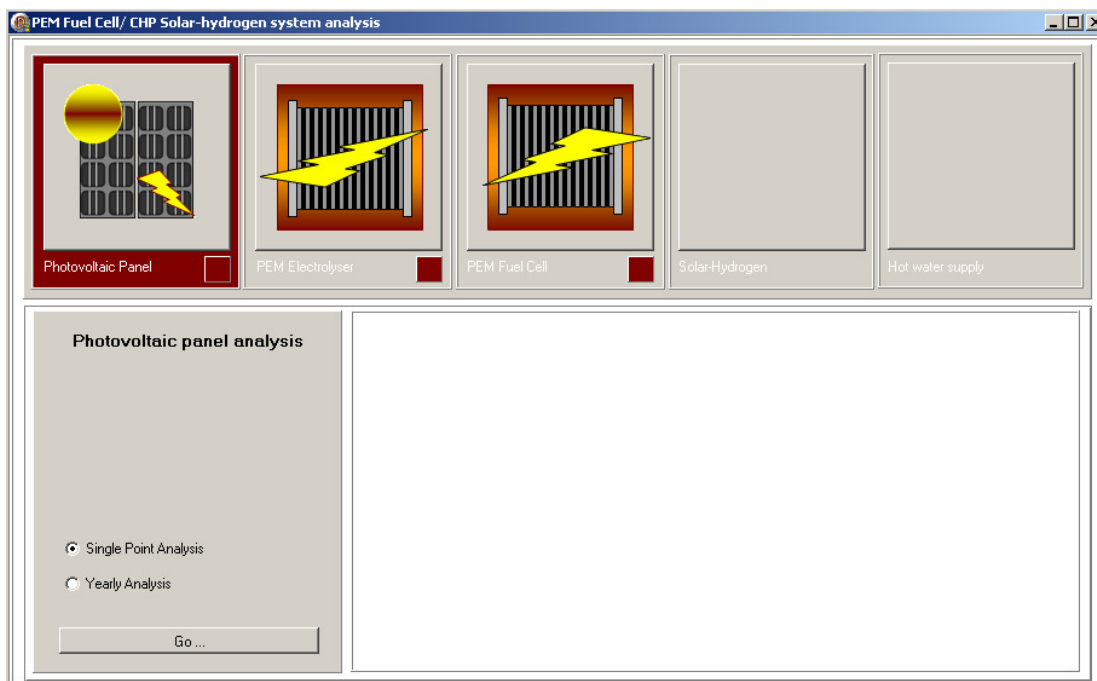 PEM Fuel Cell/ CHP Solar-hydrogen system analysis
Photovoltaic Panel
PEM Electrolyser
PEM Fuel Cell
Solar-Hydrogen
Hot water supply
Photovoltaic panel analysis
Single Point Analysis
Yearly Analysis
Go ...